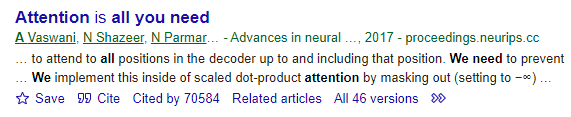 Attention is all you need
A Vaswani, N Shazeer, N Parmar… - Advances in neural …, 2017 - proceedings.neurips.cc
… to attend to all positions in the decoder up to and including that position. We need to prevent
… We implement this inside of scaled dot-product attention by masking out (setting to −∞) …
Save Cite Cited by 70584 Related articles All 46 versions